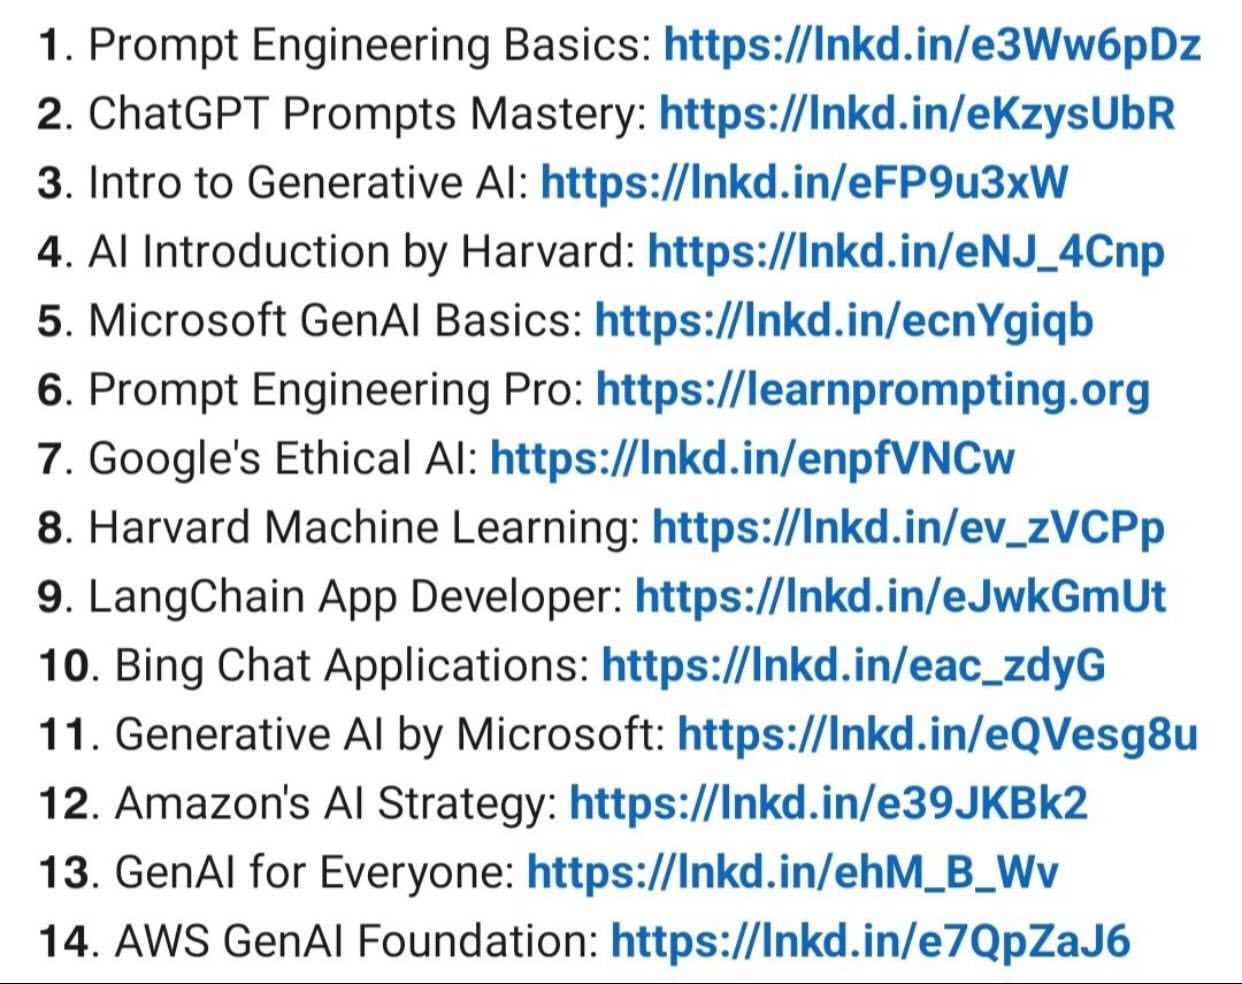 1. Prompt Engineering Basics: https://lnkd.in/e3Ww6pDz
2. ChatGPT Prompts Mastery: https://lnkd.in/eKzysUbR
3. Intro to Generative AI: https://lnkd.in/eFP9u3xW
4. AI Introduction by Harvard: https://lnkd.in/eNJ_4Cnp
5. Microsoft GenAI Basics: https://lnkd.in/ecnYgiqb
6. Prompt Engineering Pro: https://learnprompting.org
7. Google's Ethical AI: https://lnkd.in/enpfVNCw
8. Harvard Machine Learning: https://lnkd.in/ev_zVCPp
9. LangChain App Developer: https://lnkd.in/eJwkGmUt
10. Bing Chat Applications: https://lnkd.in/eac_zdyG
11. Generative AI by Microsoft: https://lnkd.in/eQVesg8u
12. Amazon's AI Strategy: https://lnkd.in/e39JKBk2
13. GenAI for Everyone: https://lnkd.in/ehM_B_Wv
14. AWS GenAI Foundation: https://lnkd.in/e7QpZaJ6